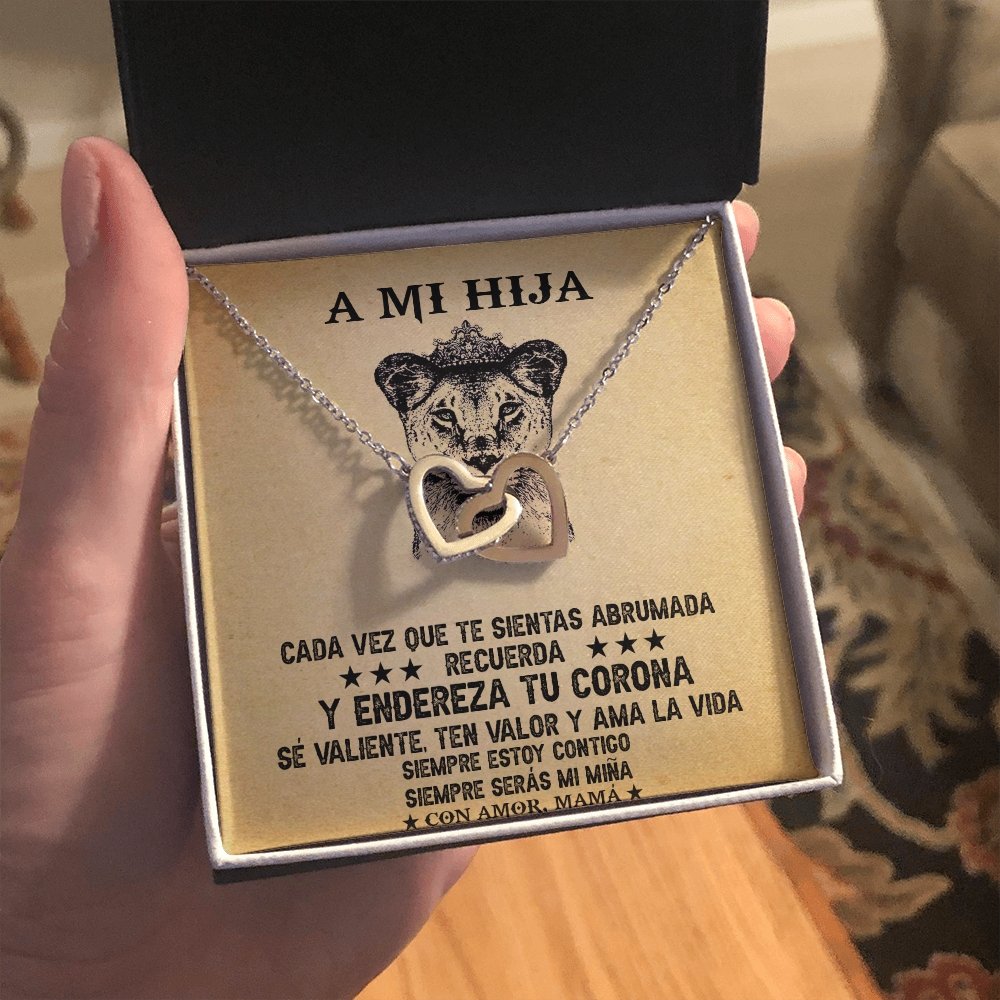 A MI HIJA
CADA VEZ QUE TE SIENTAS ABRUMADA
★★★ RECUERDA ★★★
Y ENDEREZA TU CORONA
SÉ VALIENTE, TEN VALOR Y AMA LA VIDA
SIEMPRE ESTOY CONTIGO
SIEMPRE SERÁS MI MIÑA
★ CON AMOR, MAMÁ ★